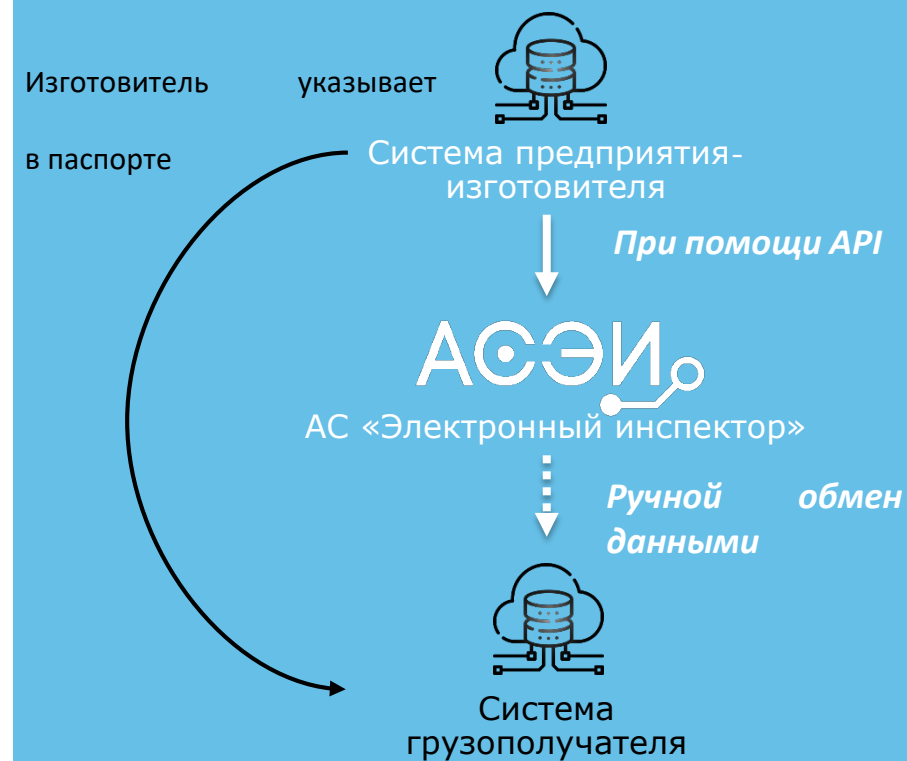 Изготовитель указывает
в паспорте
Система предприятия-
изготовителя
При помощи API
АСЭИ
АС «Электронный инспектор»
Ручной обмен
данными
Система
грузополучателя